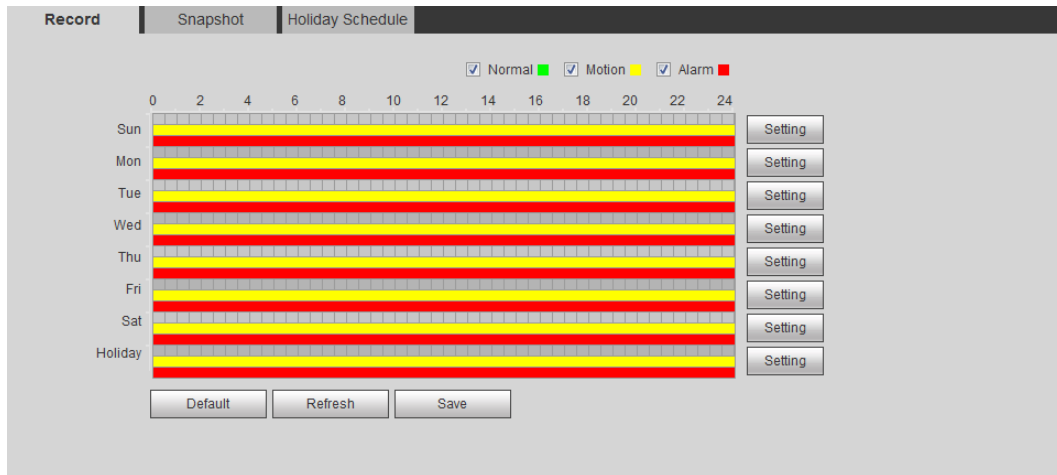 Record Snapshot Holiday Schedule
Normal Motion Alarm
0 2 4 6 8 10 12 14 16 18 20 22 24
Sun Setting
Mon Setting
Tue Setting
Wed Setting
Thu Setting
Fri Setting
Sat Setting
Holiday Setting
Default Refresh Save